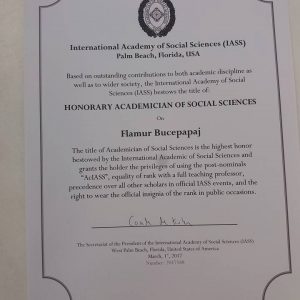 International Academy of Social Sciences (IASS)
Palm Beach, Florida, USA
Based on outstanding contributions to both academic discipline as
well as to wider society, the International Academy of Social
Sciences (IASS) bestows the title of:
HONORARY ACADEMICIAN OF SOCIAL SCIENCES
On
Flamur Bucepapaj
The title of Academician of Social Sciences is the highest honor
bestowed by the International Academic of Social Sciences and
grants the holder the privileges of using the post-nominals
"AcIASS", equality of rank with a full teaching professor,
precedence over all other scholars in official IASS events, and the
right to wear the official insignia of the rank in public occasions.
The Secretariat of the President of the International Academy of Social Sciences (IASS)
West Palm Beach, Florida, United States of America
March, 1st, 2017